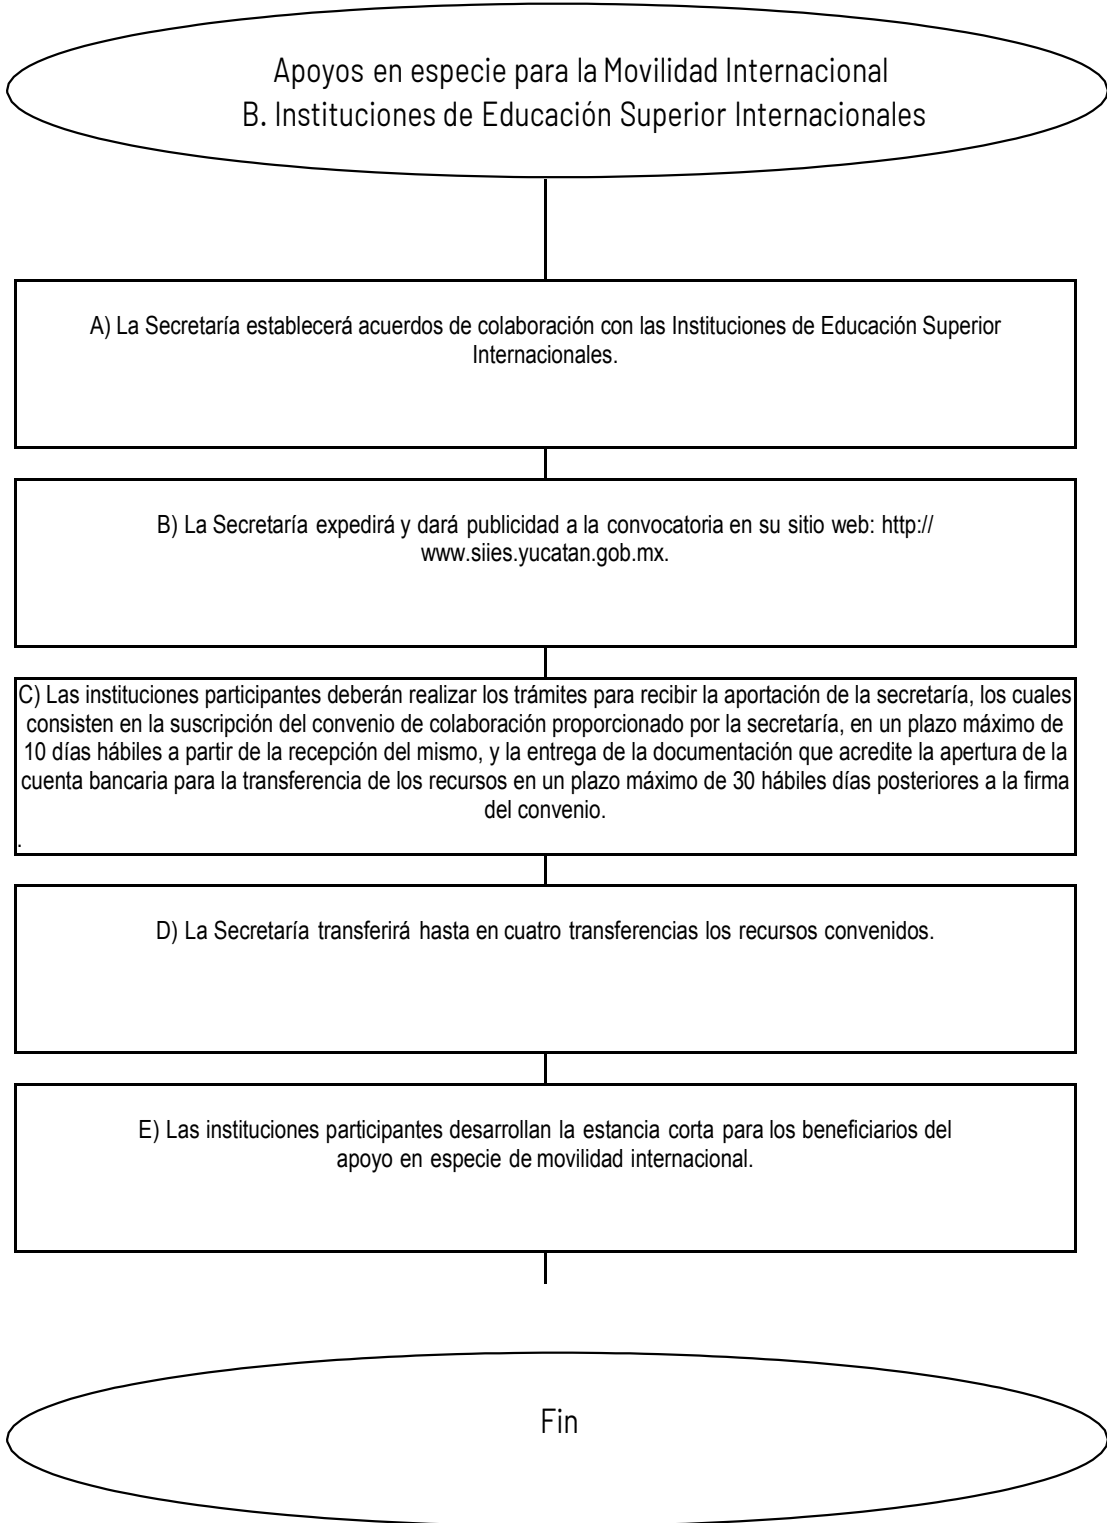 Apoyos en especie para la Movilidad Internacional
B. Instituciones de Educación Superior Internacionales
A) La Secretaría establecerá acuerdos de colaboración con las Instituciones de Educación Superior
Internacionales.
B) La Secretaría expedirá y dará publicidad a la convocatoria en su sitio web: http://
www.siies.yucatan.gob.mx.
C) Las instituciones participantes deberán realizar los trámites para recibir la aportación de la secretaría, los cuales
consisten en la suscripción del convenio de colaboración proporcionado por la secretaría, en un plazo máximo de
10 días hábiles a partir de la recepción del mismo, y la entrega de la documentación que acredite la apertura de la
cuenta bancaria para la transferencia de los recursos en un plazo máximo de 30 hábiles días posteriores a la firma
del convenio.
.
D) La Secretaría transferirá hasta en cuatro transferencias los recursos convenidos.
E) Las instituciones participantes desarrollan la estancia corta para los beneficiarios del
apoyo en especie de movilidad internacional.
Fin